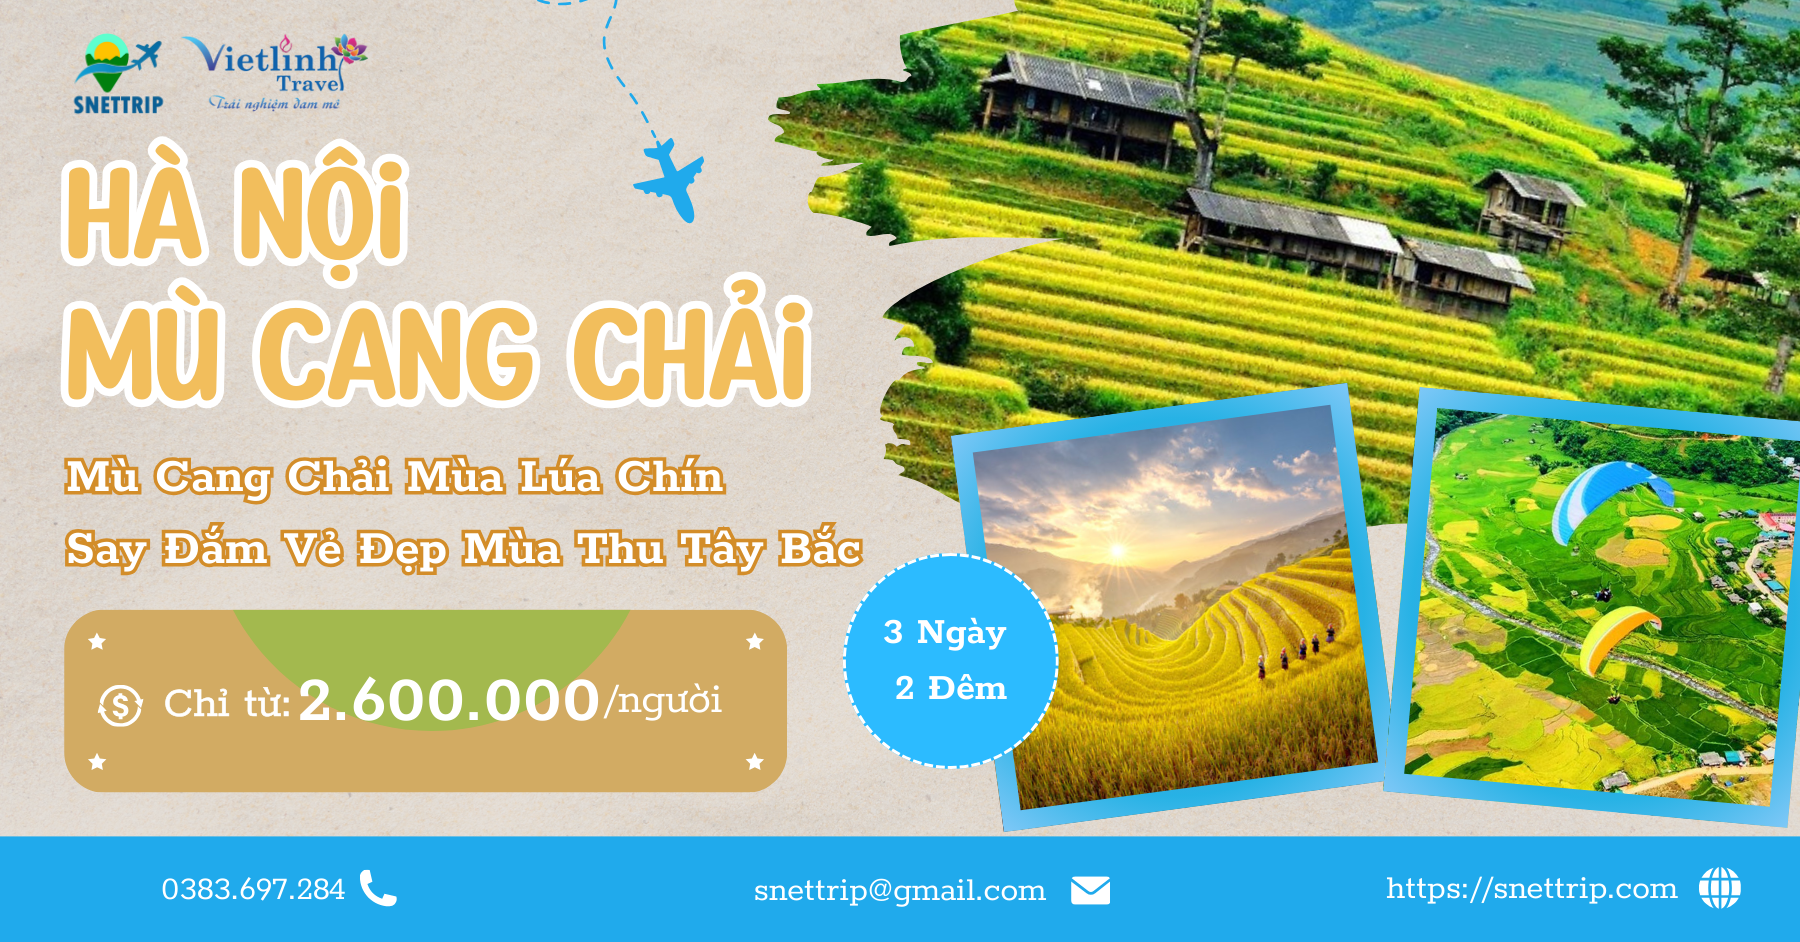 SNETTRIP
Vietlinh
Travel
Trải nghiệm đam mê
HÀ NỘI
MÙ CANG CHẢI
Mù Cang Chải Mùa Lúa Chín
Say Đắm Vẻ Đẹp Mùa Thu Tây Bắc
Chỉ từ: 2.600.000/người
3 Ngày
2 Đêm
0383.697.284
snettrip@gmail.com
https://snettrip.com